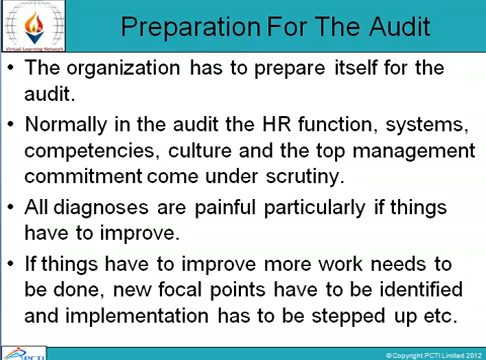 Virtual Learning Network
Preparation For The Audit
• The organization has to prepare itself for the
audit.
• Normally in the audit the HR function, systems,
competencies, culture and the top management
commitment come under scrutiny.
• All diagnoses are painful particularly if things
have to improve.
• If things have to improve more work needs to
be done, new focal points have to be identified
and implementation has to be stepped up etc.
PCTI
©Copyright PCTI Limited 2012